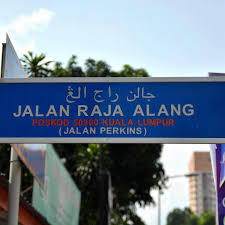 جالن راج الڠ
JALAN RAJA ALANG
POSKOD 50300 KUALA LUMPUR
(JALAN PERKINS)